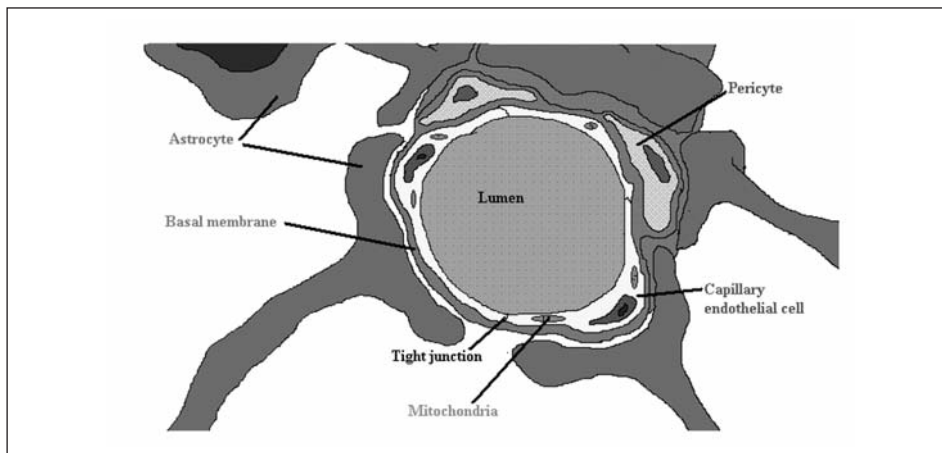 Pericyte
Astrocyte
Lumen
Basal membrane
Capillary
endothelial cell
Tight junction
Mitochondria